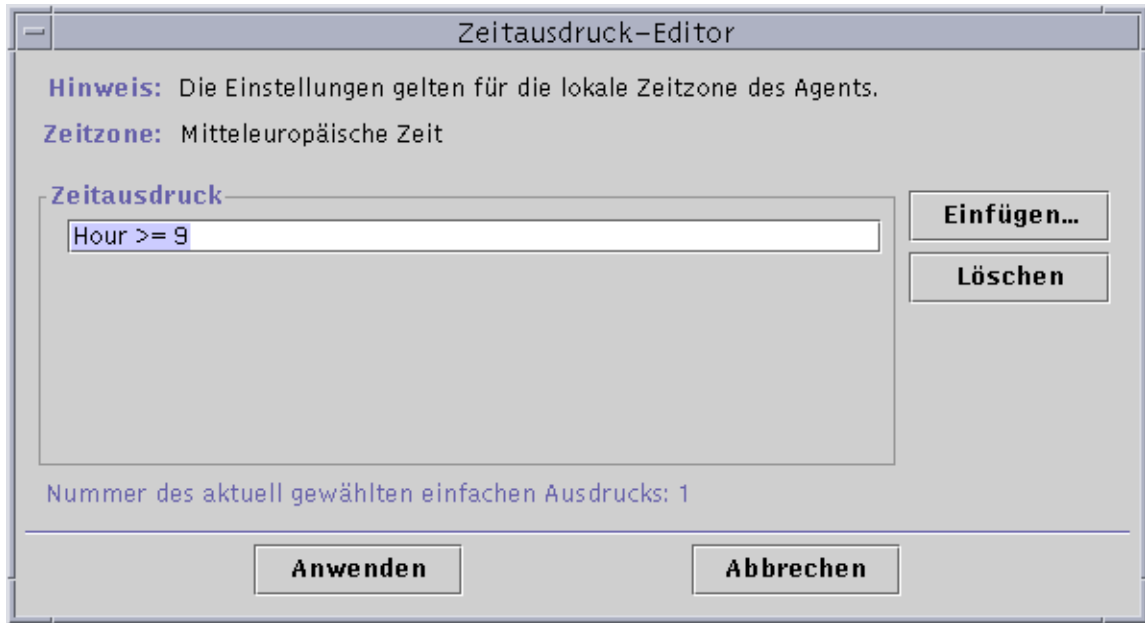 Zeitausdruck-Editor
Hinweis: Die Einstellungen gelten für die lokale Zeitzone des Agents.
Zeitzone: Mitteleuropäische Zeit
Zeitausdruck
Hour >= 9
Einfügen...
Löschen
Nummer des aktuell gewählten einfachen Ausdrucks: 1
Anwenden
Abbrechen